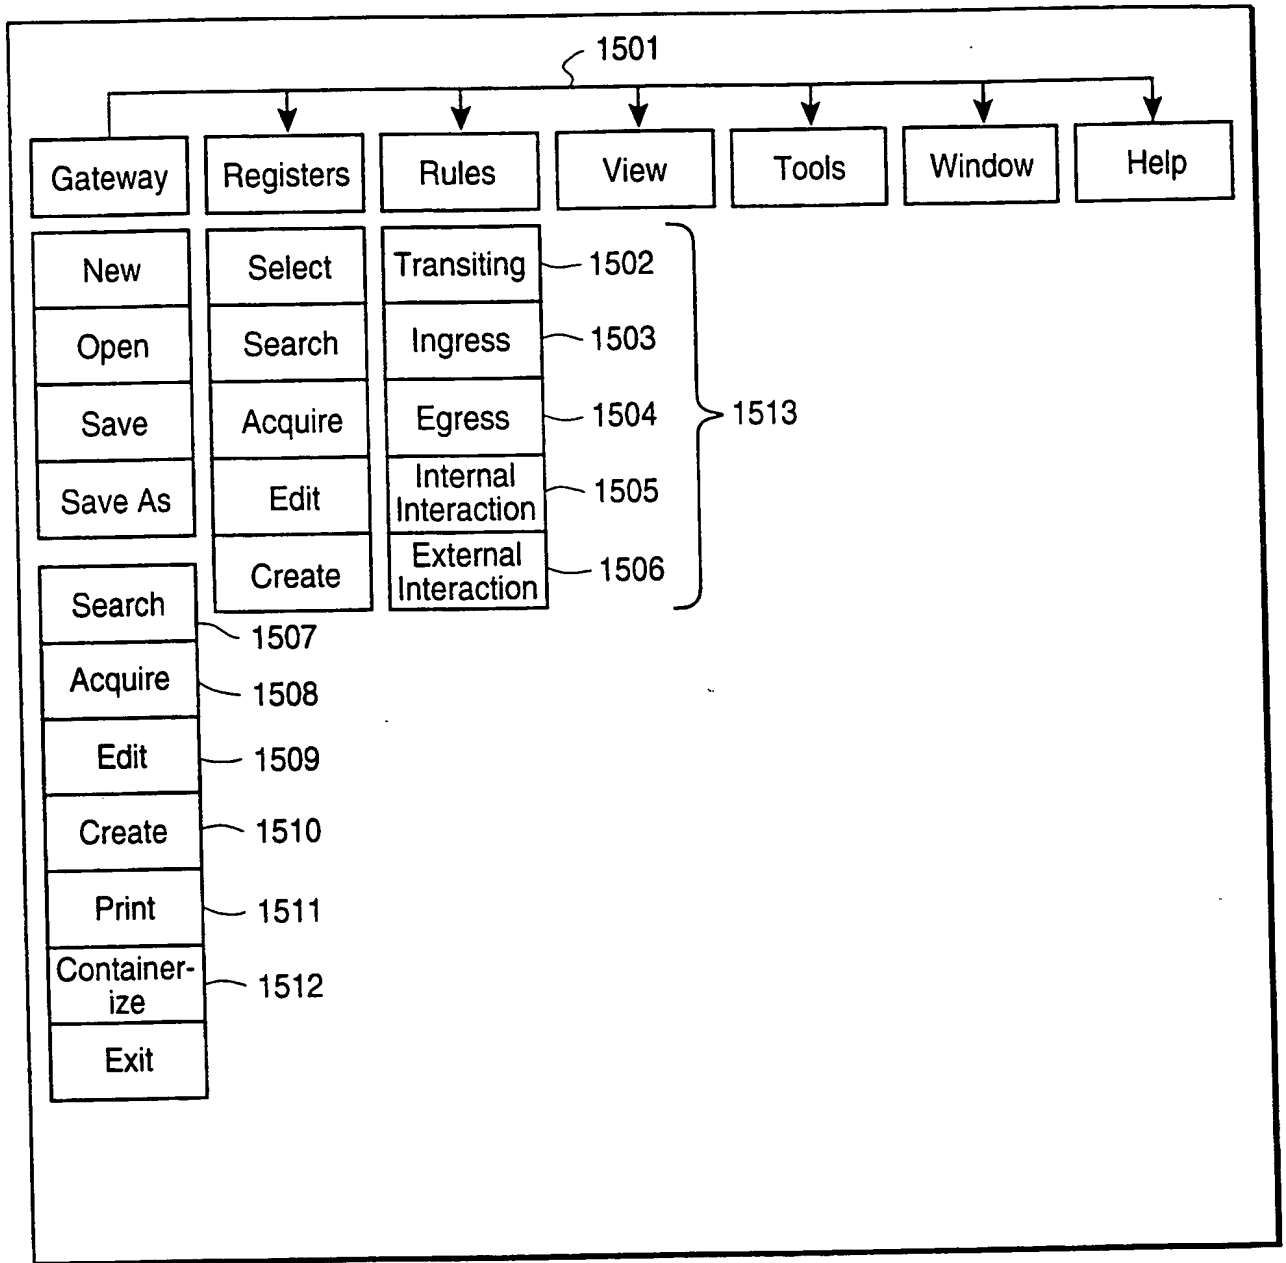 1501
Gateway
Registers
Rules
View
Tools
Window
Help
New
Open
Save
Save As
Search
1507
Acquire
1508
Edit
1509
Create
1510
Print
1511
Container-
ize
1512
Exit
Select
Search
Acquire
Edit
Create
Transiting
1502
Ingress
1503
Egress
1504
Internal
Interaction
1505
External
Interaction
1506
1513